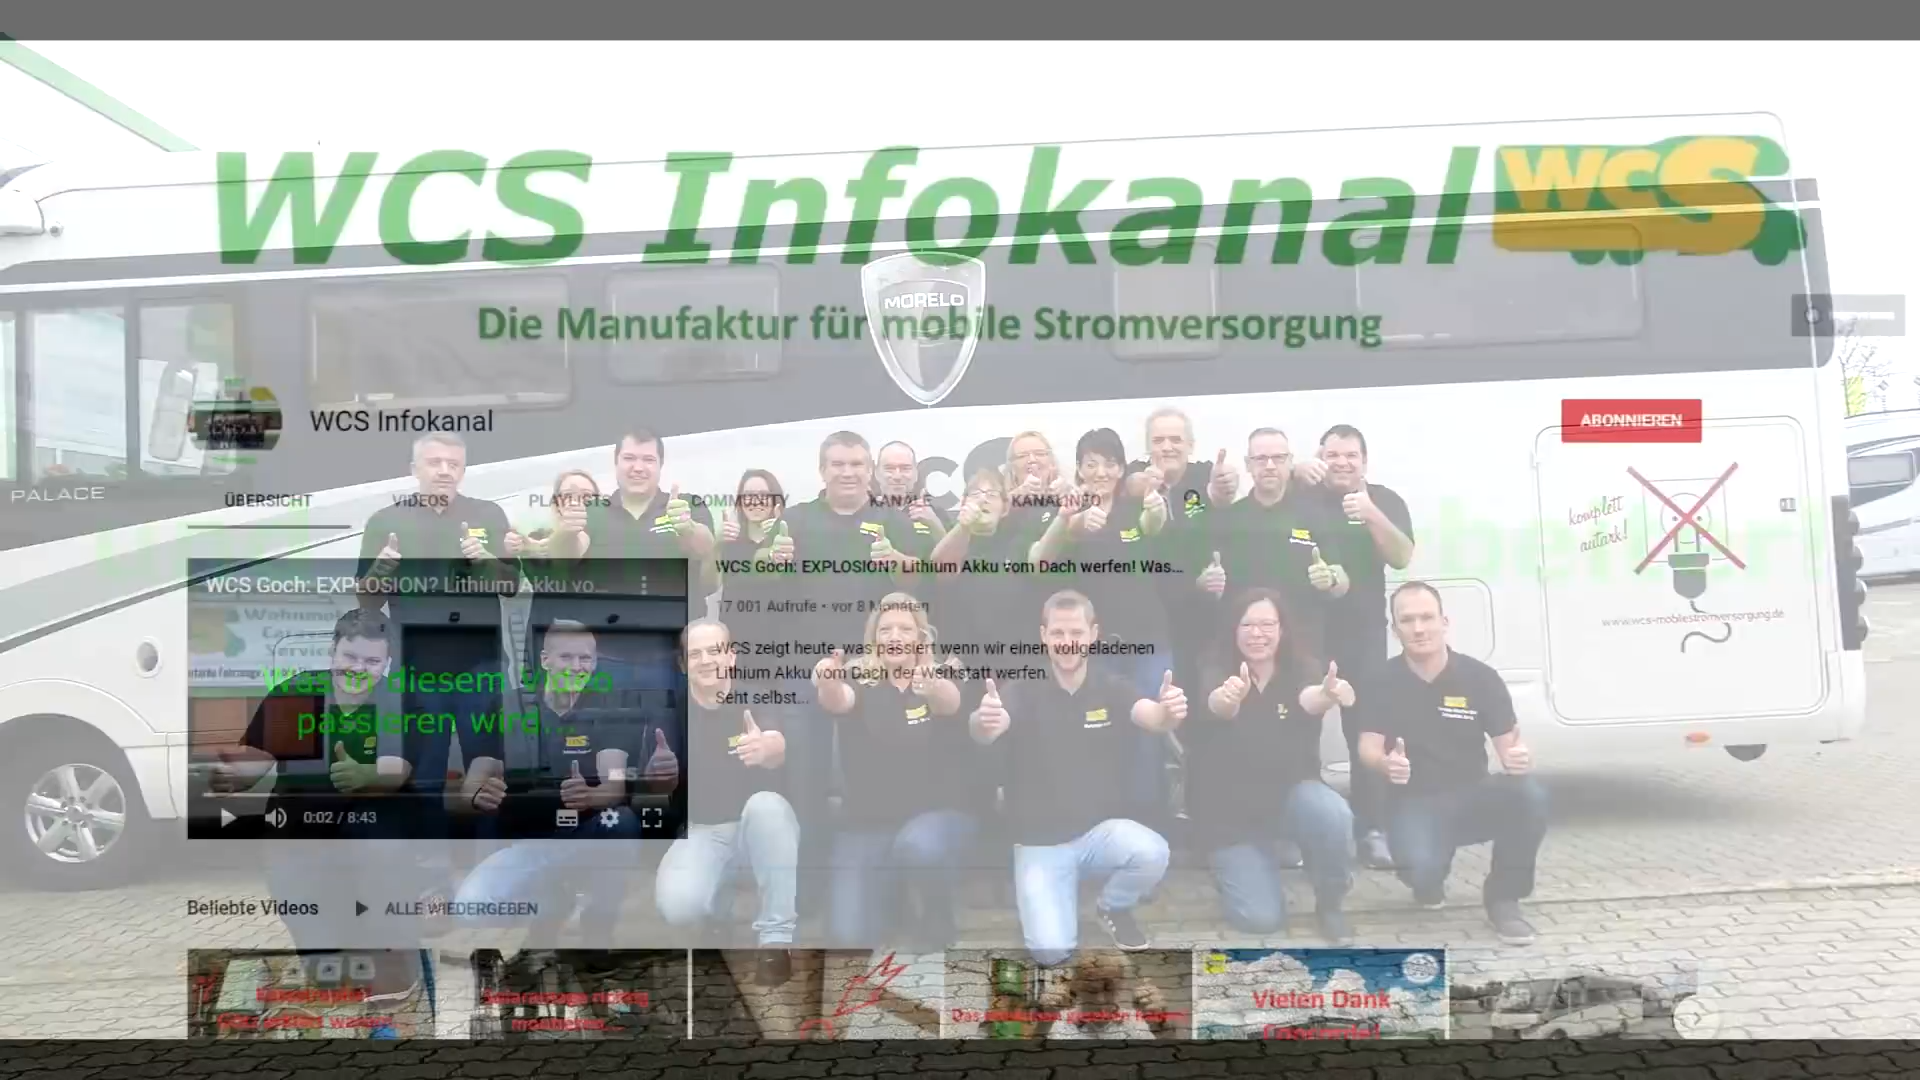 WCS Infokanal WCS
Die Manufaktur für mobile Stromversorgung
MORELO
WCS Infokanal
ABONNIEREN
PALACE
ÜBERSICHT VIDEOS PLAYLISTS COMMUNITY KANÄLE KANALINFO
komplett
autark!
WCS Goch: EXPLOSION? Lithium Akku vo...
WCS Goch: EXPLOSION? Lithium Akku vom Dach werfen! Was...
17 001 Aufrufe • vor 8 Monaten
Wohnmobil
Caravan
Service
www.wcs-mobilestromversorgung.de
WCS zeigt heute, was passiert wenn wir einen vollgeladenen
Lithium Akku vom Dach der Werkstatt werfen.
Seht selbst...
Was in diesem Video
passieren wird...
0:02 / 8:43
Beliebte Videos ALLE WIEDERGEBEN
Vielen Dank